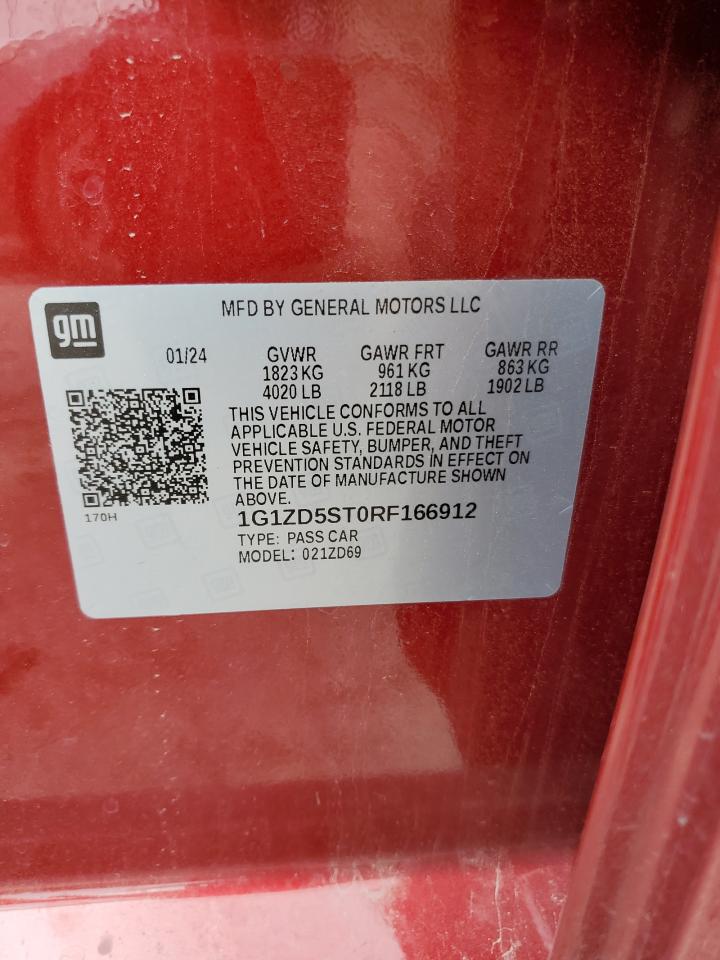 gm
MFD BY GENERAL MOTORS LLC
01/24 GVWR GAWR FRT GAWR RR
1823 KG 961 KG 863 KG
4020 LB 2118 LB 1902 LB
THIS VEHICLE CONFORMS TO ALL
APPLICABLE U.S. FEDERAL MOTOR
VEHICLE SAFETY, BUMPER, AND THEFT
PREVENTION STANDARDS IN EFFECT ON
THE DATE OF MANUFACTURE SHOWN
ABOVE.
170H
1G1ZD5ST0RF166912
TYPE: PASS CAR
MODEL: 021ZD69